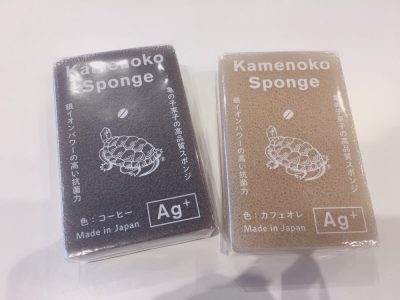 Kamenoko
Sponge
亀の子束子の高品質スポンジ
銀イオンパワーの高い抗菌力
色：コーヒー
Made in Japan
Ag+
Kamenoko
Sponge
亀の子束子の高品質スポンジ
銀イオンパワーの高い抗菌力
色：カフェオレ
Made in Japan
Ag+